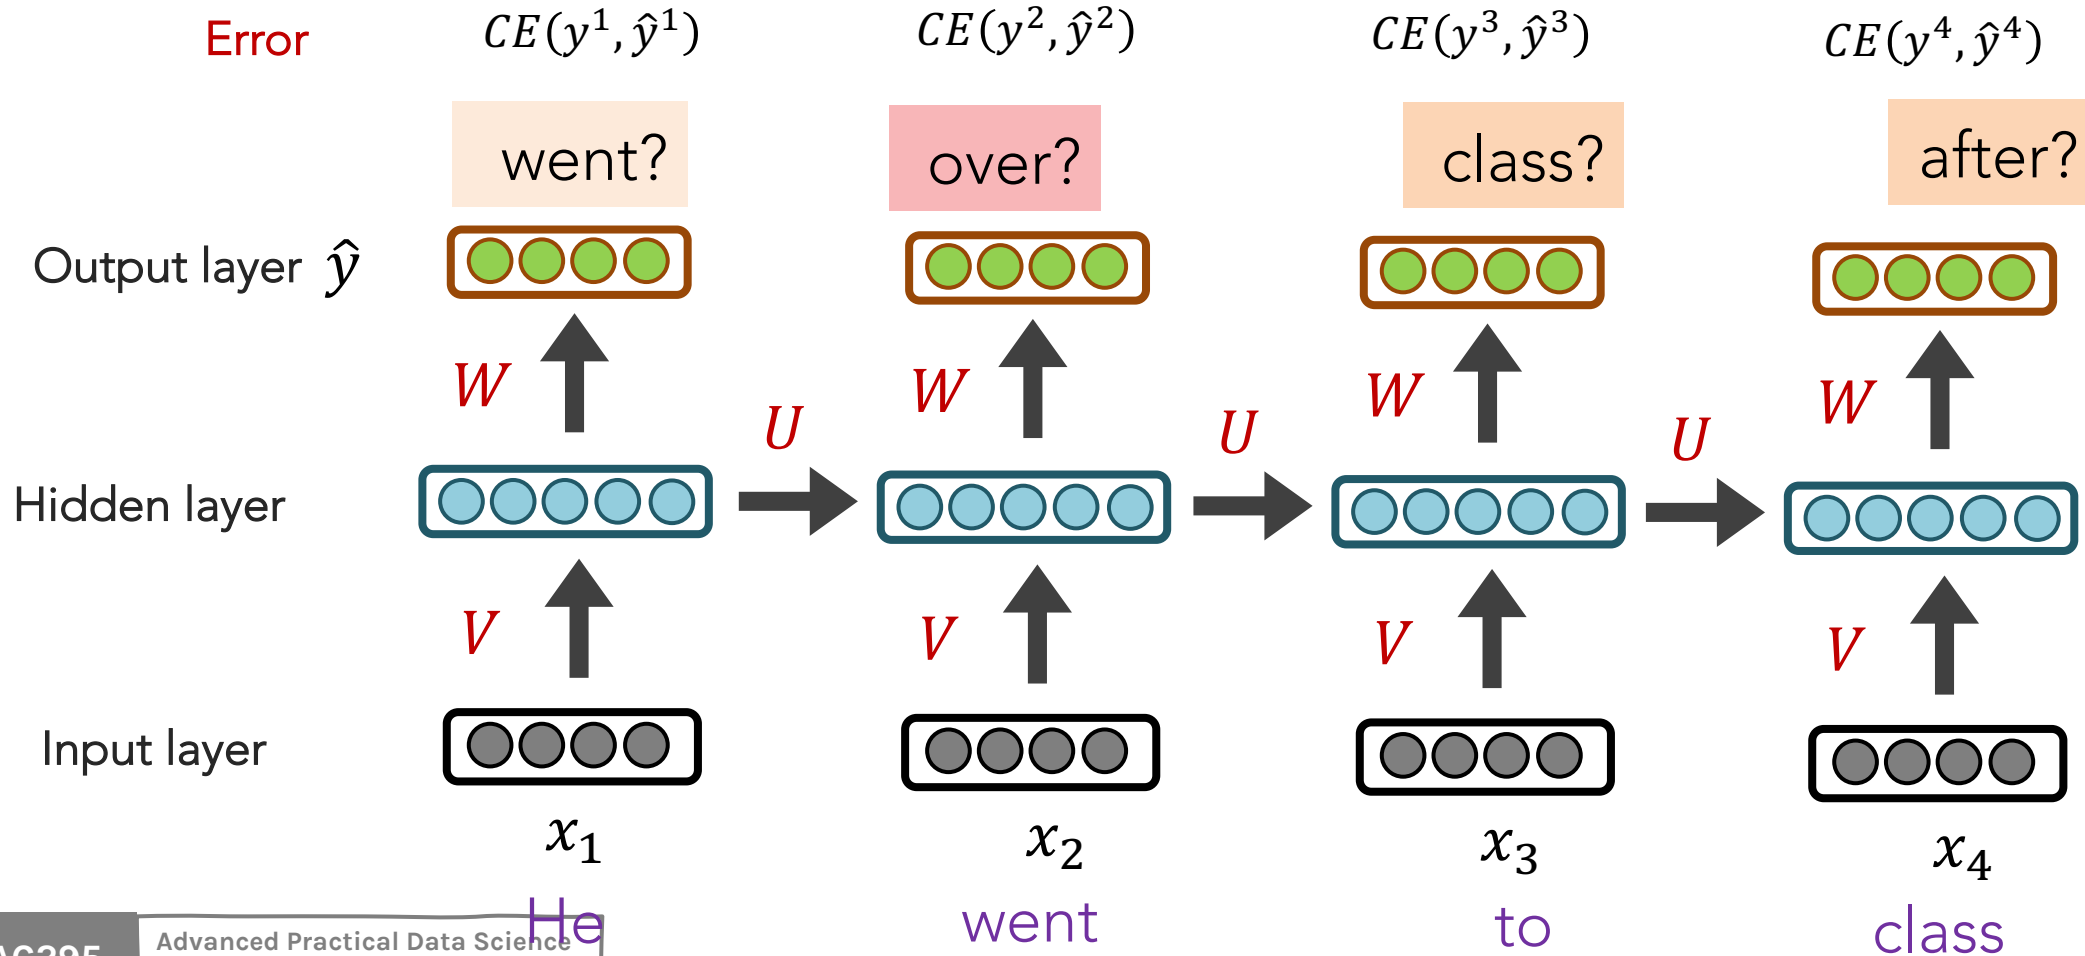 Error CE(y¹, ŷ¹) CE(y², ŷ²) CE(y³, ŷ³) CE(y⁴, ŷ⁴)
went? over? class? after?
Output layer ŷ
W W W W
U U U
Hidden layer
V V V V
Input layer
x₁ x₂ x₃ x₄
He went to class
Advanced Practical Data Science